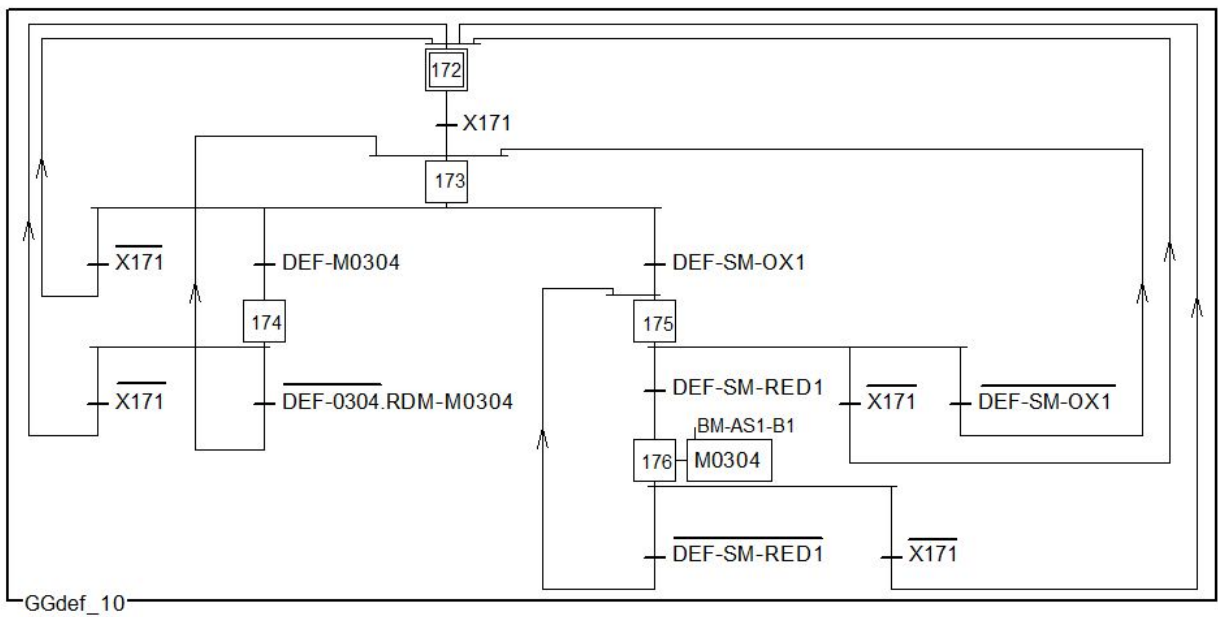 172
X171
173
X171
DEF-M0304
DEF-SM-OX1
174
175
X171
DEF-0304.RDM-M0304
DEF-SM-RED1
X171
DEF-SM-OX1
BM-AS1-B1
176
M0304
DEF-SM-RED1
X171
GGdef_10